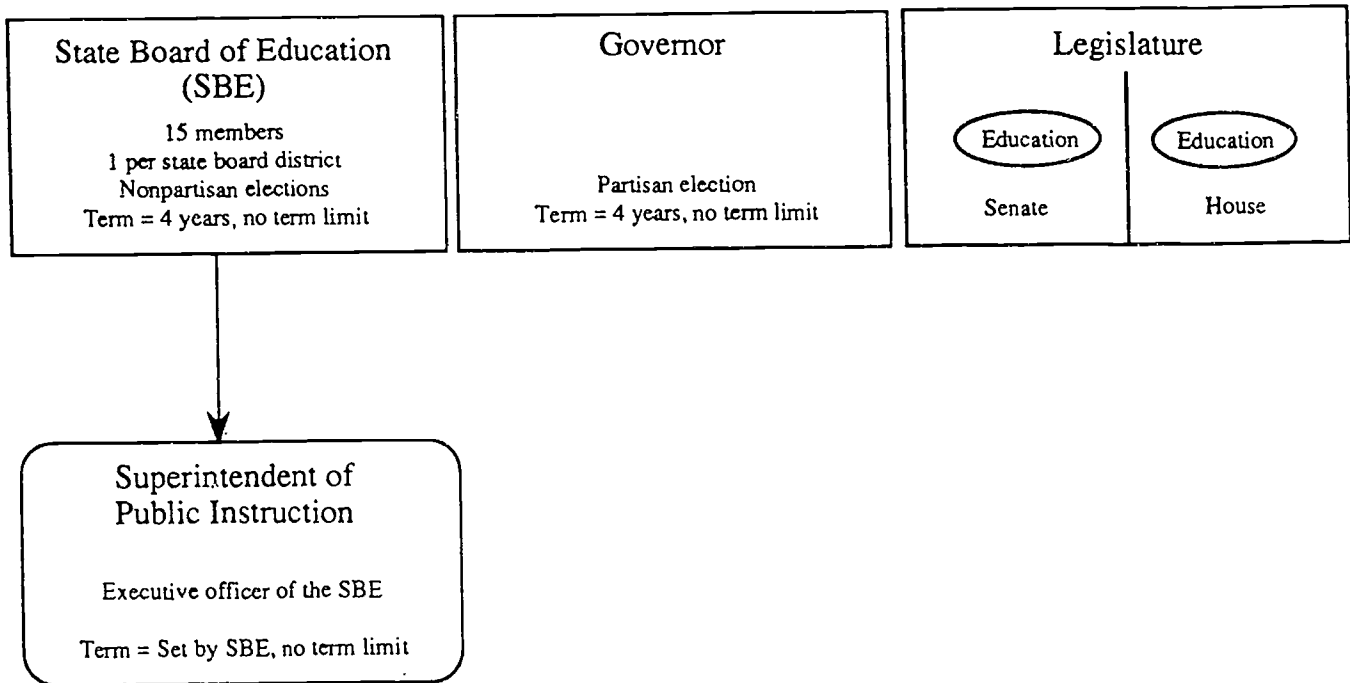 State Board of Education
(SBE)
15 members
1 per state board district
Nonpartisan elections
Term = 4 years, no term limit
Governor
Partisan election
Term = 4 years, no term limit
Legislature
Education
Education
Senate
House
Superintendent of
Public Instruction
Executive officer of the SBE
Term = Set by SBE, no term limit